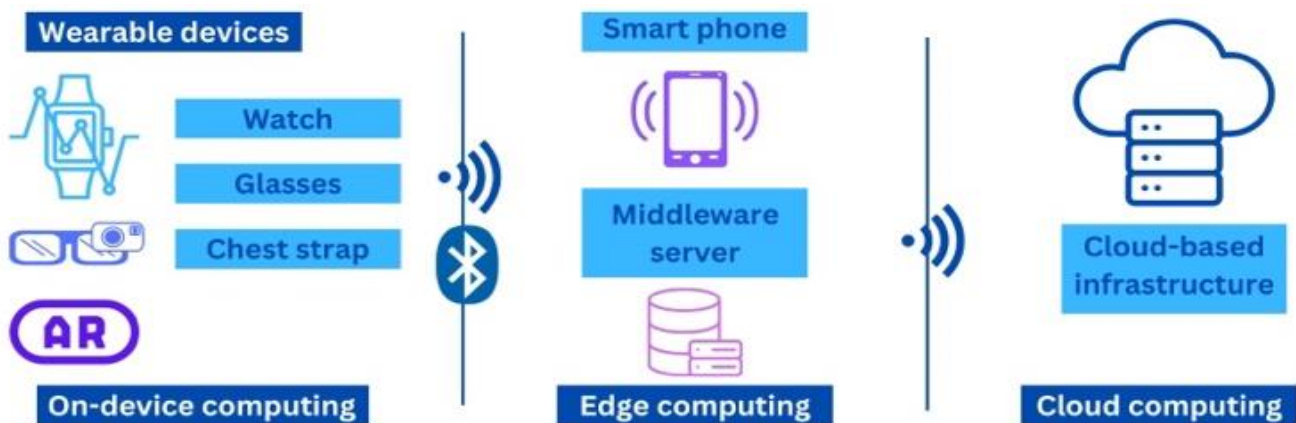 Wearable devices
Watch
Glasses
Chest strap
AR
On-device computing
Smart phone
Middleware
server
Edge computing
Cloud-based
infrastructure
Cloud computing